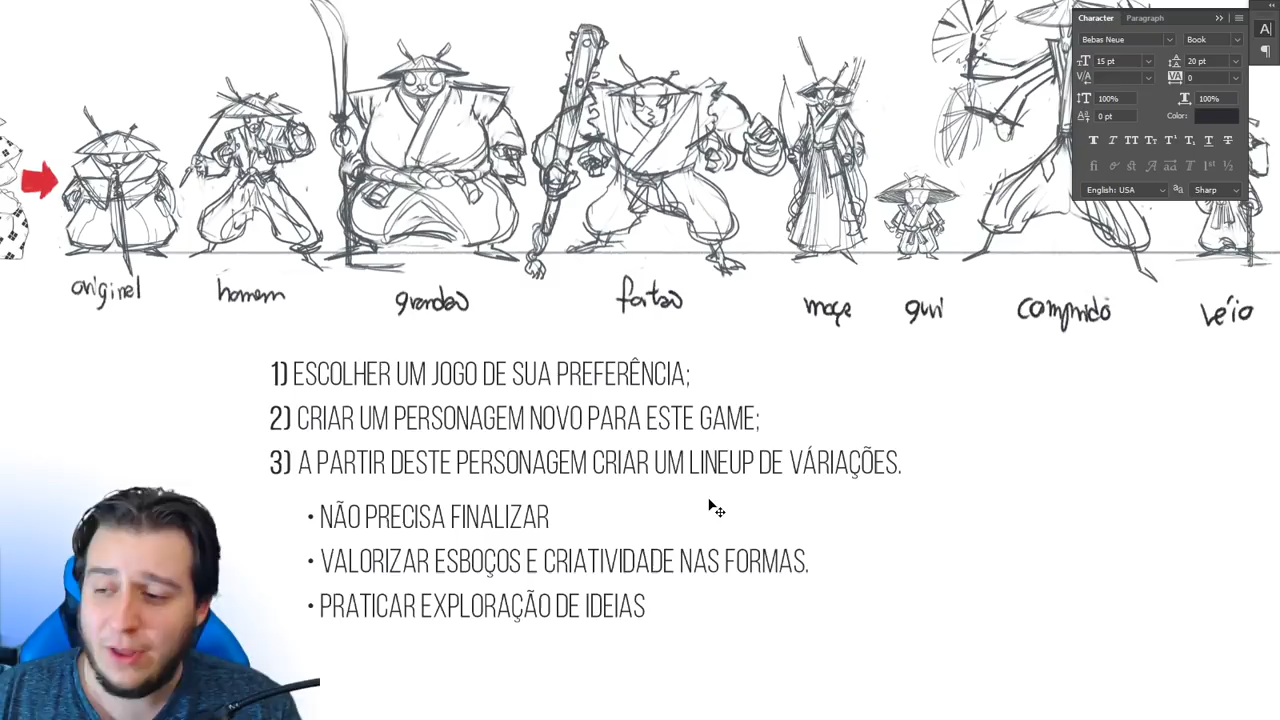 Character Paragraph
Bebas Neue Book
15 pt 20 pt
0
100% 100%
0 pt Color:
English: USA Sharp
original
homem
grandão
fortão
moça
guri
comprido
véio
1) ESCOLHER UM JOGO DE SUA PREFERÊNCIA;
2) CRIAR UM PERSONAGEM NOVO PARA ESTE GAME;
3) A PARTIR DESTE PERSONAGEM CRIAR UM LINEUP DE VÁRIAÇÕES.
• NÃO PRECISA FINALIZAR
• VALORIZAR ESBOÇOS E CRIATIVIDADE NAS FORMAS.
• PRATICAR EXPLORAÇÃO DE IDEIAS